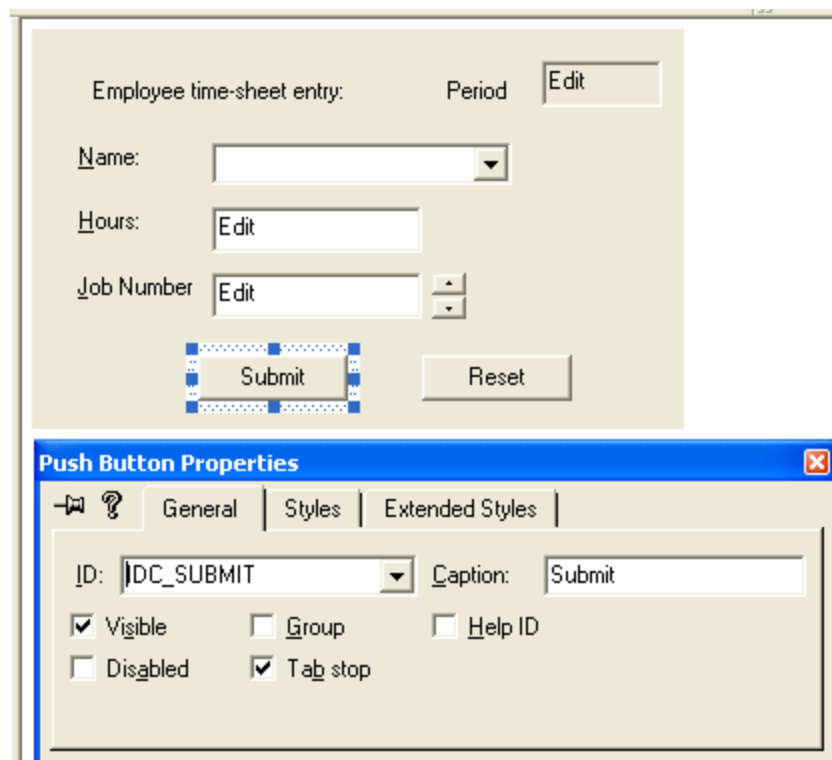 Employee time-sheet entry: Period Edit
Name:
Hours: Edit
Job Number Edit
Submit Reset
Push Button Properties
General Styles Extended Styles
ID: IDC_SUBMIT Caption: Submit
Visible Group Help ID
Disabled Tab stop